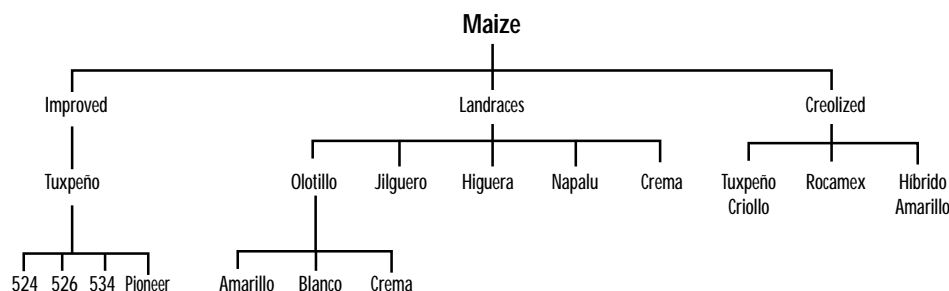 Maize
Improved Landraces Creolized
Tuxpeño Olotillo Jilguero Higuera Napalu Crema Tuxpeño Rocamex Híbrido
Criollo Amarillo
524 526 534 Pioneer Amarillo Blanco Crema